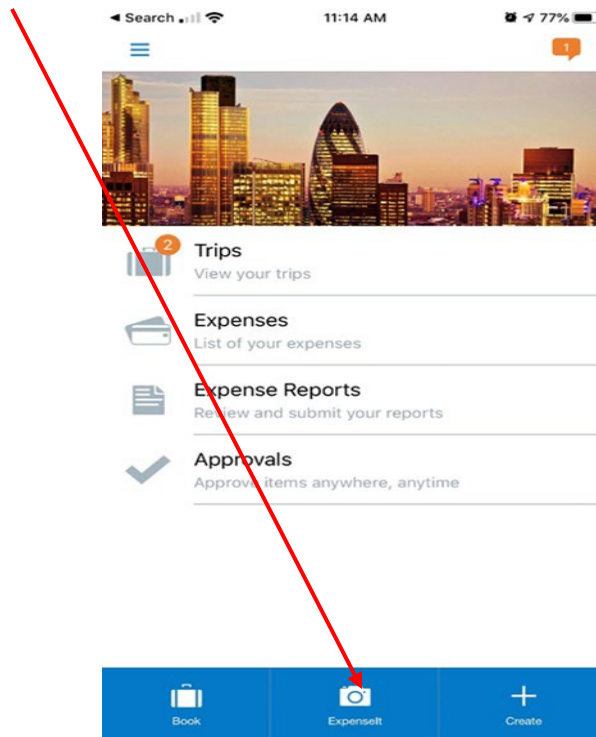 ◀ Search 11:14 AM 77%
1
2
Trips
View your trips
Expenses
List of your expenses
Expense Reports
Review and submit your reports
Approvals
Approve items anywhere, anytime
Book ExpenseIt Create